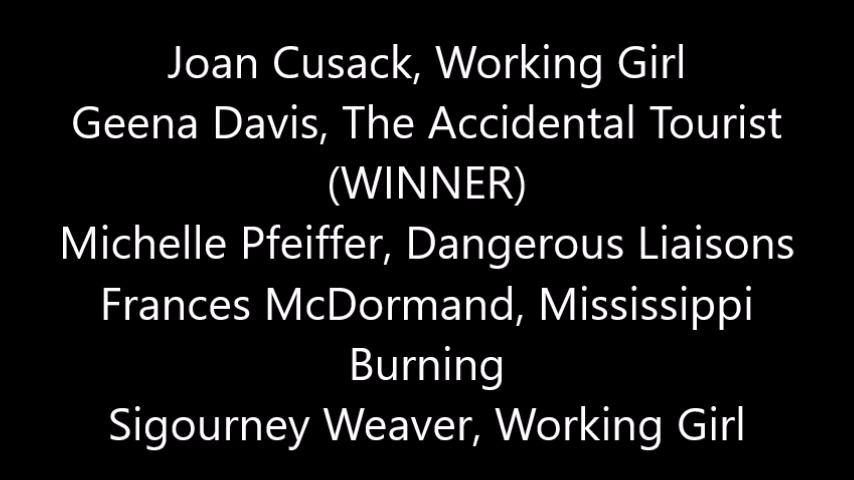 Joan Cusack, Working Girl
Geena Davis, The Accidental Tourist
(WINNER)
Michelle Pfeiffer, Dangerous Liaisons
Frances McDormand, Mississippi
Burning
Sigourney Weaver, Working Girl